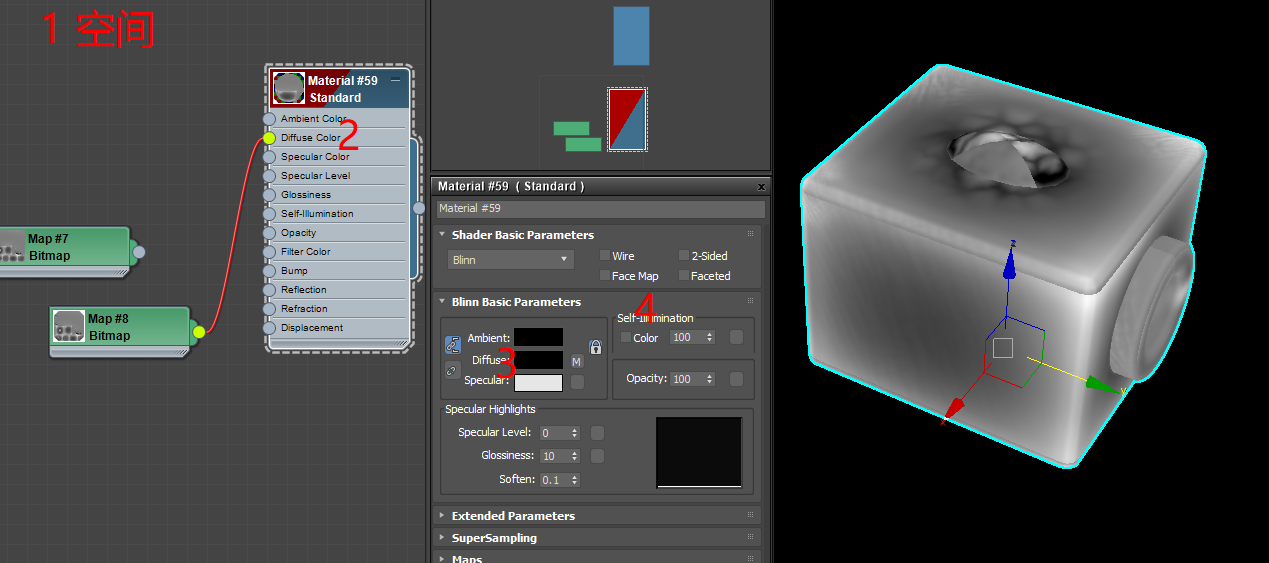 1 空间
Material #59
Standard
Ambient Color
Diffuse Color
2
Specular Color
Specular Level
Glossiness
Self-Illumination
Opacity
Filter Color
Bump
Reflection
Refraction
Displacement
Map #7
Bitmap
Map #8
Bitmap
Material #59 ( Standard )
x
Material #59
Shader Basic Parameters
Blinn
Wire
2-Sided
Face Map
Faceted
Blinn Basic Parameters
4
Ambient:
Diffuse:
M
3
Specular:
Self-Illumination
Color
100
Opacity:
100
Specular Highlights
Specular Level:
0
Glossiness:
10
Soften:
0.1
Extended Parameters
SuperSampling
Maps
z
y
x